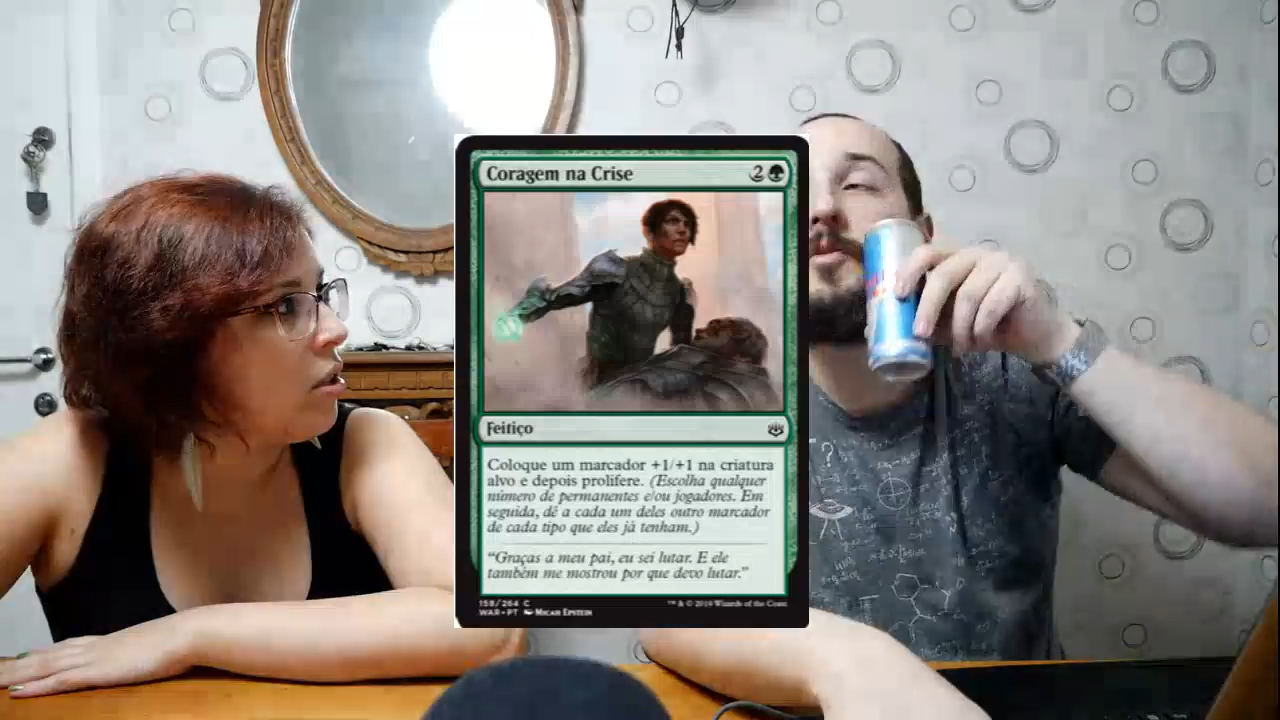 Coragem na Crise 2
Feitiço
Coloque um marcador +1/+1 na criatura
alvo e depois prolifere. (Escolha qualquer
número de permanentes e/ou jogadores. Em
seguida, dê a cada um deles outro marcador
de cada tipo que eles já tenham.)
"Graças a meu pai, eu sei lutar. E ele
também me mostrou por que devo lutar."
158/264 C
WAR • PT Micah Epstein
™ & © 2019 Wizards of the Coast